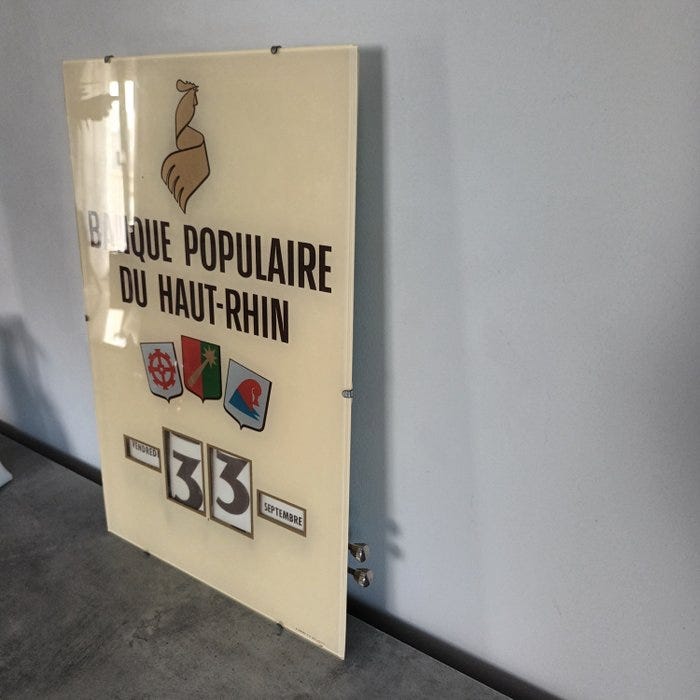 BANQUE POPULAIRE
DU HAUT-RHIN
VENDREDI
33
SEPTEMBRE